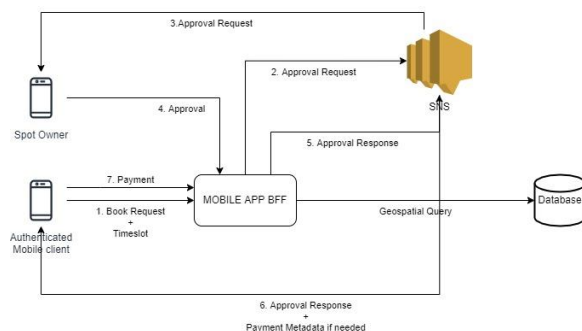 3.Approval Request
2. Approval Request
SNS
4. Approval
Spot Owner
5. Approval Response
7. Payment
MOBILE APP BFF
1. Book Request
+
Timeslot
Geospatial Query
Database
Authenticated
Mobile client
6. Approval Response
+
Payment Metadata if needed